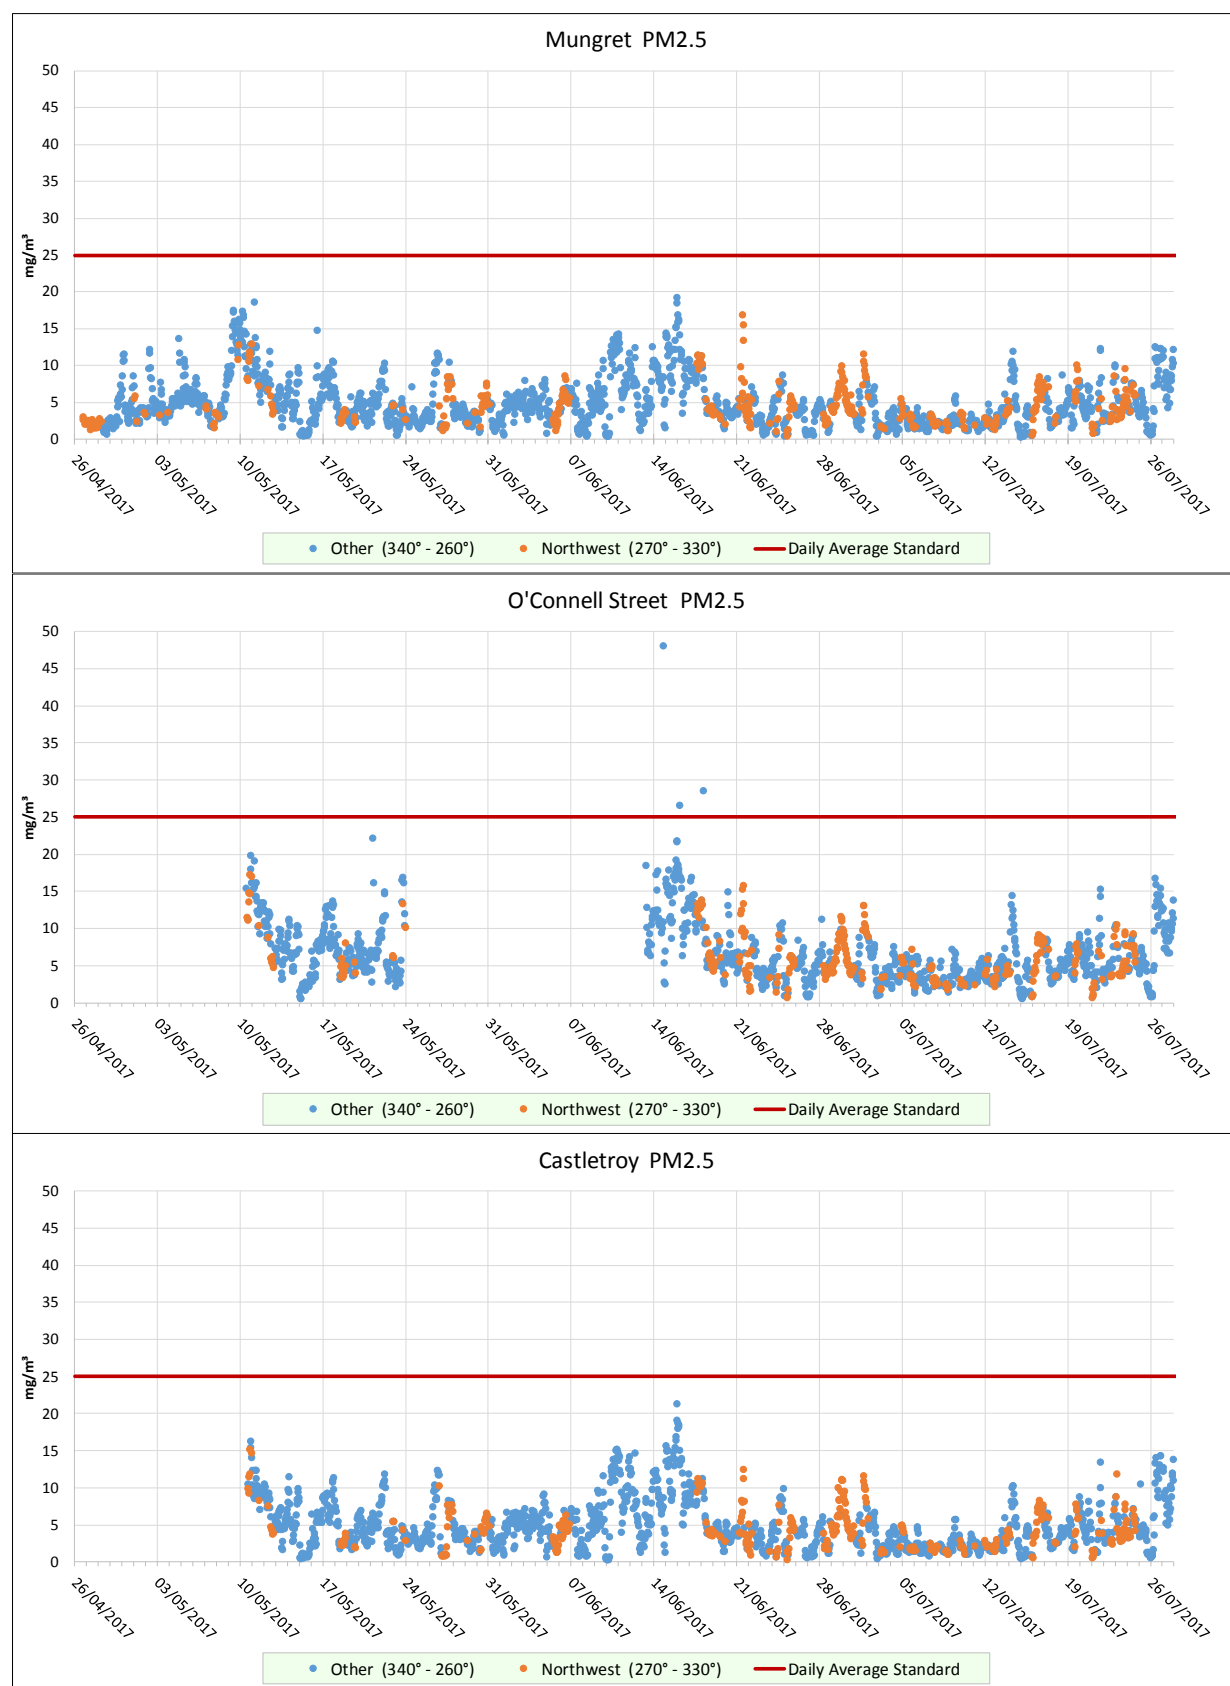 Mungret PM2.5
50
45
40
35
30
25
20
15
10
5
0
mg/m³
26/04/2017 03/05/2017 10/05/2017 17/05/2017 24/05/2017 31/05/2017 07/06/2017 14/06/2017 21/06/2017 28/06/2017 05/07/2017 12/07/2017 19/07/2017 26/07/2017
Other (340° - 260°) Northwest (270° - 330°) Daily Average Standard
O'Connell Street PM2.5
50
45
40
35
30
25
20
15
10
5
0
mg/m³
26/04/2017 03/05/2017 10/05/2017 17/05/2017 24/05/2017 31/05/2017 07/06/2017 14/06/2017 21/06/2017 28/06/2017 05/07/2017 12/07/2017 19/07/2017 26/07/2017
Other (340° - 260°) Northwest (270° - 330°) Daily Average Standard
Castletroy PM2.5
50
45
40
35
30
25
20
15
10
5
0
mg/m³
26/04/2017 03/05/2017 10/05/2017 17/05/2017 24/05/2017 31/05/2017 07/06/2017 14/06/2017 21/06/2017 28/06/2017 05/07/2017 12/07/2017 19/07/2017 26/07/2017
Other (340° - 260°) Northwest (270° - 330°) Daily Average Standard